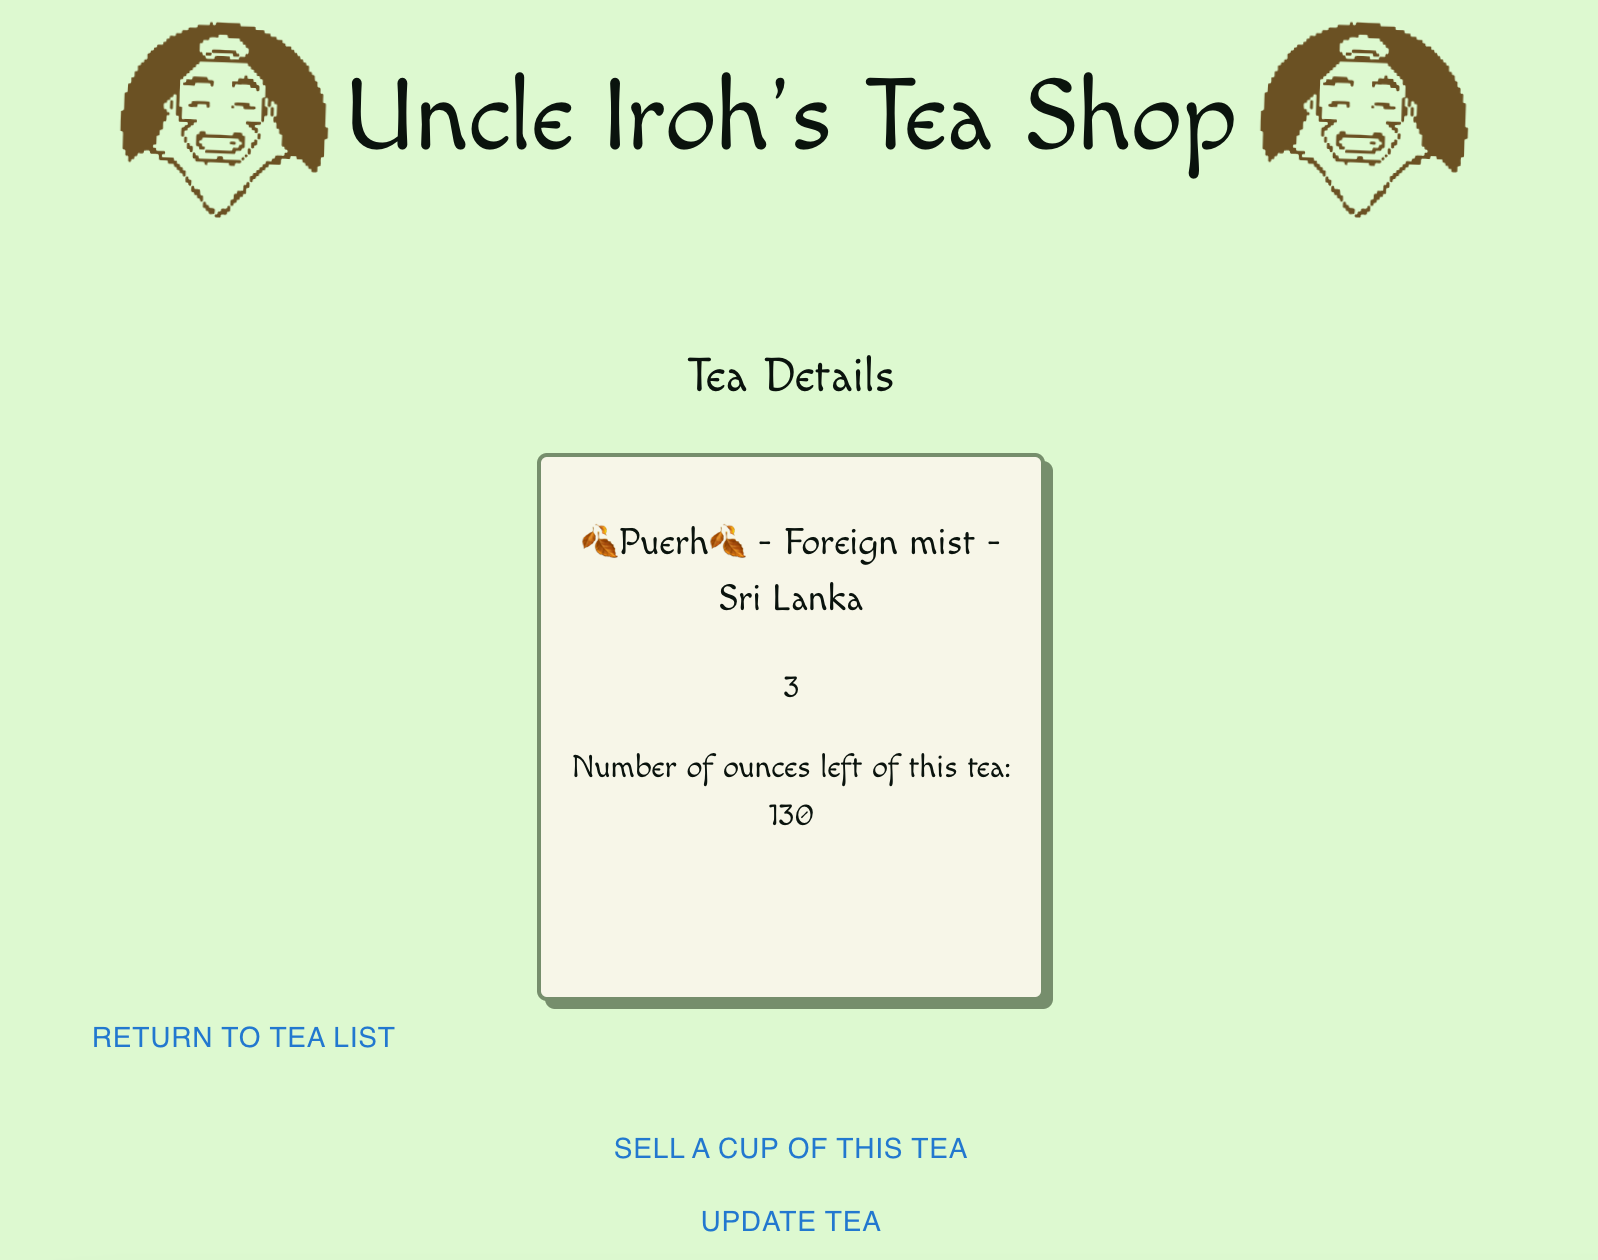 Uncle Iroh's Tea Shop
Tea Details
🍂Puerh🍂 - Foreign mist -
Sri Lanka
3
Number of ounces left of this tea:
130
RETURN TO TEA LIST
SELL A CUP OF THIS TEA
UPDATE TEA